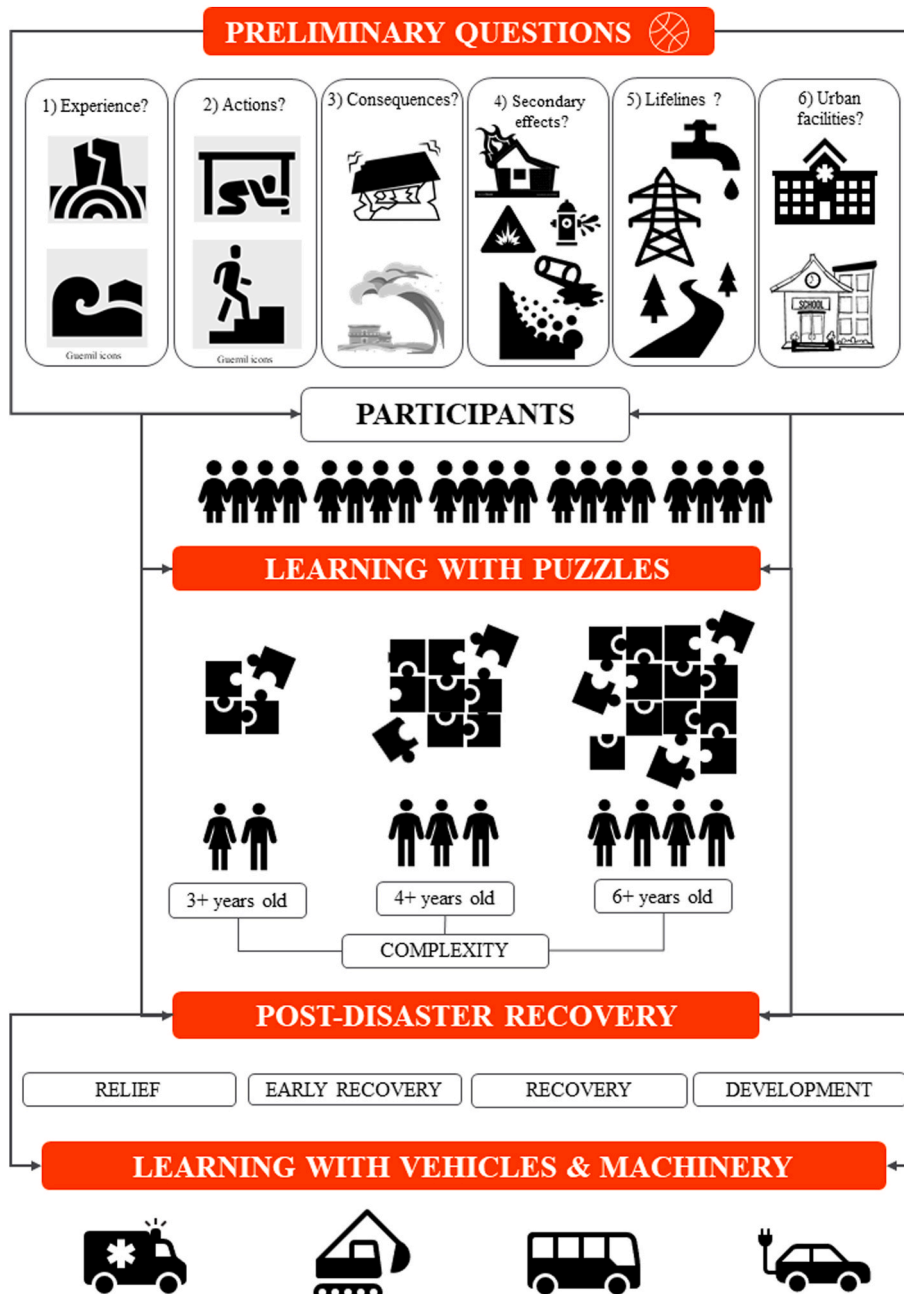 PRELIMINARY QUESTIONS
1) Experience?
Guemil icons
2) Actions?
Guemil icons
3) Consequences?
4) Secondary
effects?
5) Lifelines ?
6) Urban
facilities?
SCHOOL
PARTICIPANTS
LEARNING WITH PUZZLES
3+ years old
4+ years old
6+ years old
COMPLEXITY
POST-DISASTER RECOVERY
RELIEF
EARLY RECOVERY
RECOVERY
DEVELOPMENT
LEARNING WITH VEHICLES & MACHINERY